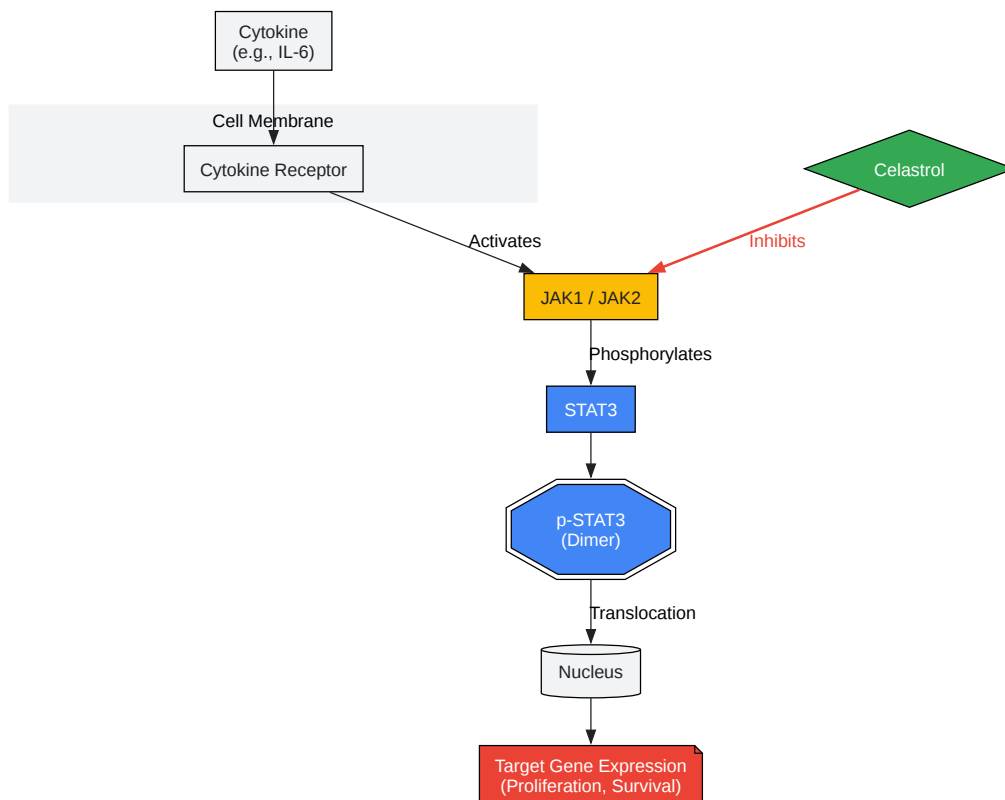 Cytokine
(e.g., IL-6)
Cell Membrane
Cytokine Receptor
Celastrol
Activates
Inhibits
JAK1 / JAK2
Phosphorylates
STAT3
p-STAT3
(Dimer)
Translocation
Nucleus
Target Gene Expression
(Proliferation, Survival)